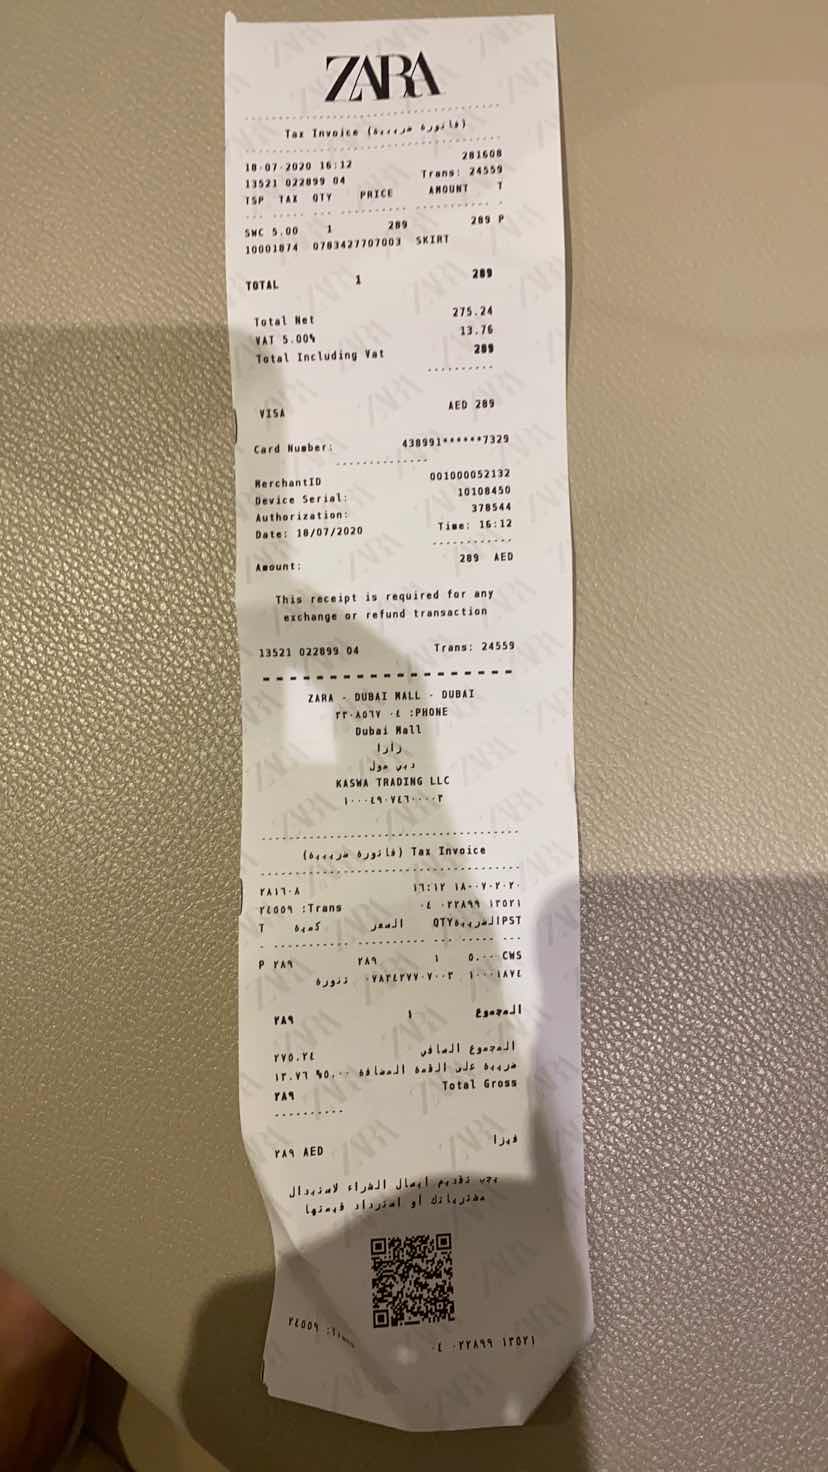 ZARA
Tax Invoice (فاتورة ضريبية)
18-07-2020 16:12 281608
13521 022899 04 Trans: 24559
TSP TAX QTY PRICE AMOUNT T
SWC 5.00 1 289 289 P
10001874 0783427707003 SKIRT
TOTAL 1 289
Total Net 275.24
VAT 5.00% 13.76
Total Including Vat 289
VISA AED 289
Card Number: 438991******7329
MerchantID 001000052132
Device Serial: 10108450
Authorization: 378544
Date: 18/07/2020 Time: 16:12
Amount: 289 AED
This receipt is required for any
exchange or refund transaction
13521 022899 04 Trans: 24559
ZARA - DUBAI MALL - DUBAI
٣٣٠٨٥٦٧ ٠٤ :PHONE
Dubai Mall
زارا
دبي مول
KASWA TRADING LLC
١٠٠٠٤٩٠٧٤٦٠٠٠٠٣
(فاتورة ضريبية) Tax Invoice
٢٨١٦٠٨ ١٦:١٢ ١٨-٠٧-٢٠٢٠
٢٤٥٥٩ :Trans ٠٤ ٠٢٢٨٩٩ ١٣٥٢١
T كمية السعر QTYالضريبةPST
P ٢٨٩ ٢٨٩ ١ ٥.٠٠ CWS
تنورة ٠٧٨٣٤٢٧٧٠٧٠٠٣ ١٠٠٠١٨٧٤
٢٨٩ ١ المجموع
٢٧٥.٢٤ المجموع الصافي
١٣.٧٦ %٥.٠٠ ضريبة على القمة المضافة
٢٨٩ Total Gross
٢٨٩ AED فيزا
يجب تقديم ايصال الشراء لاستبدال
مشترياتك أو استرداد قيمتها
٢٤٥٥٩ :Trans ٠٤ ٠٢٢٨٩٩ ١٣٥٢١